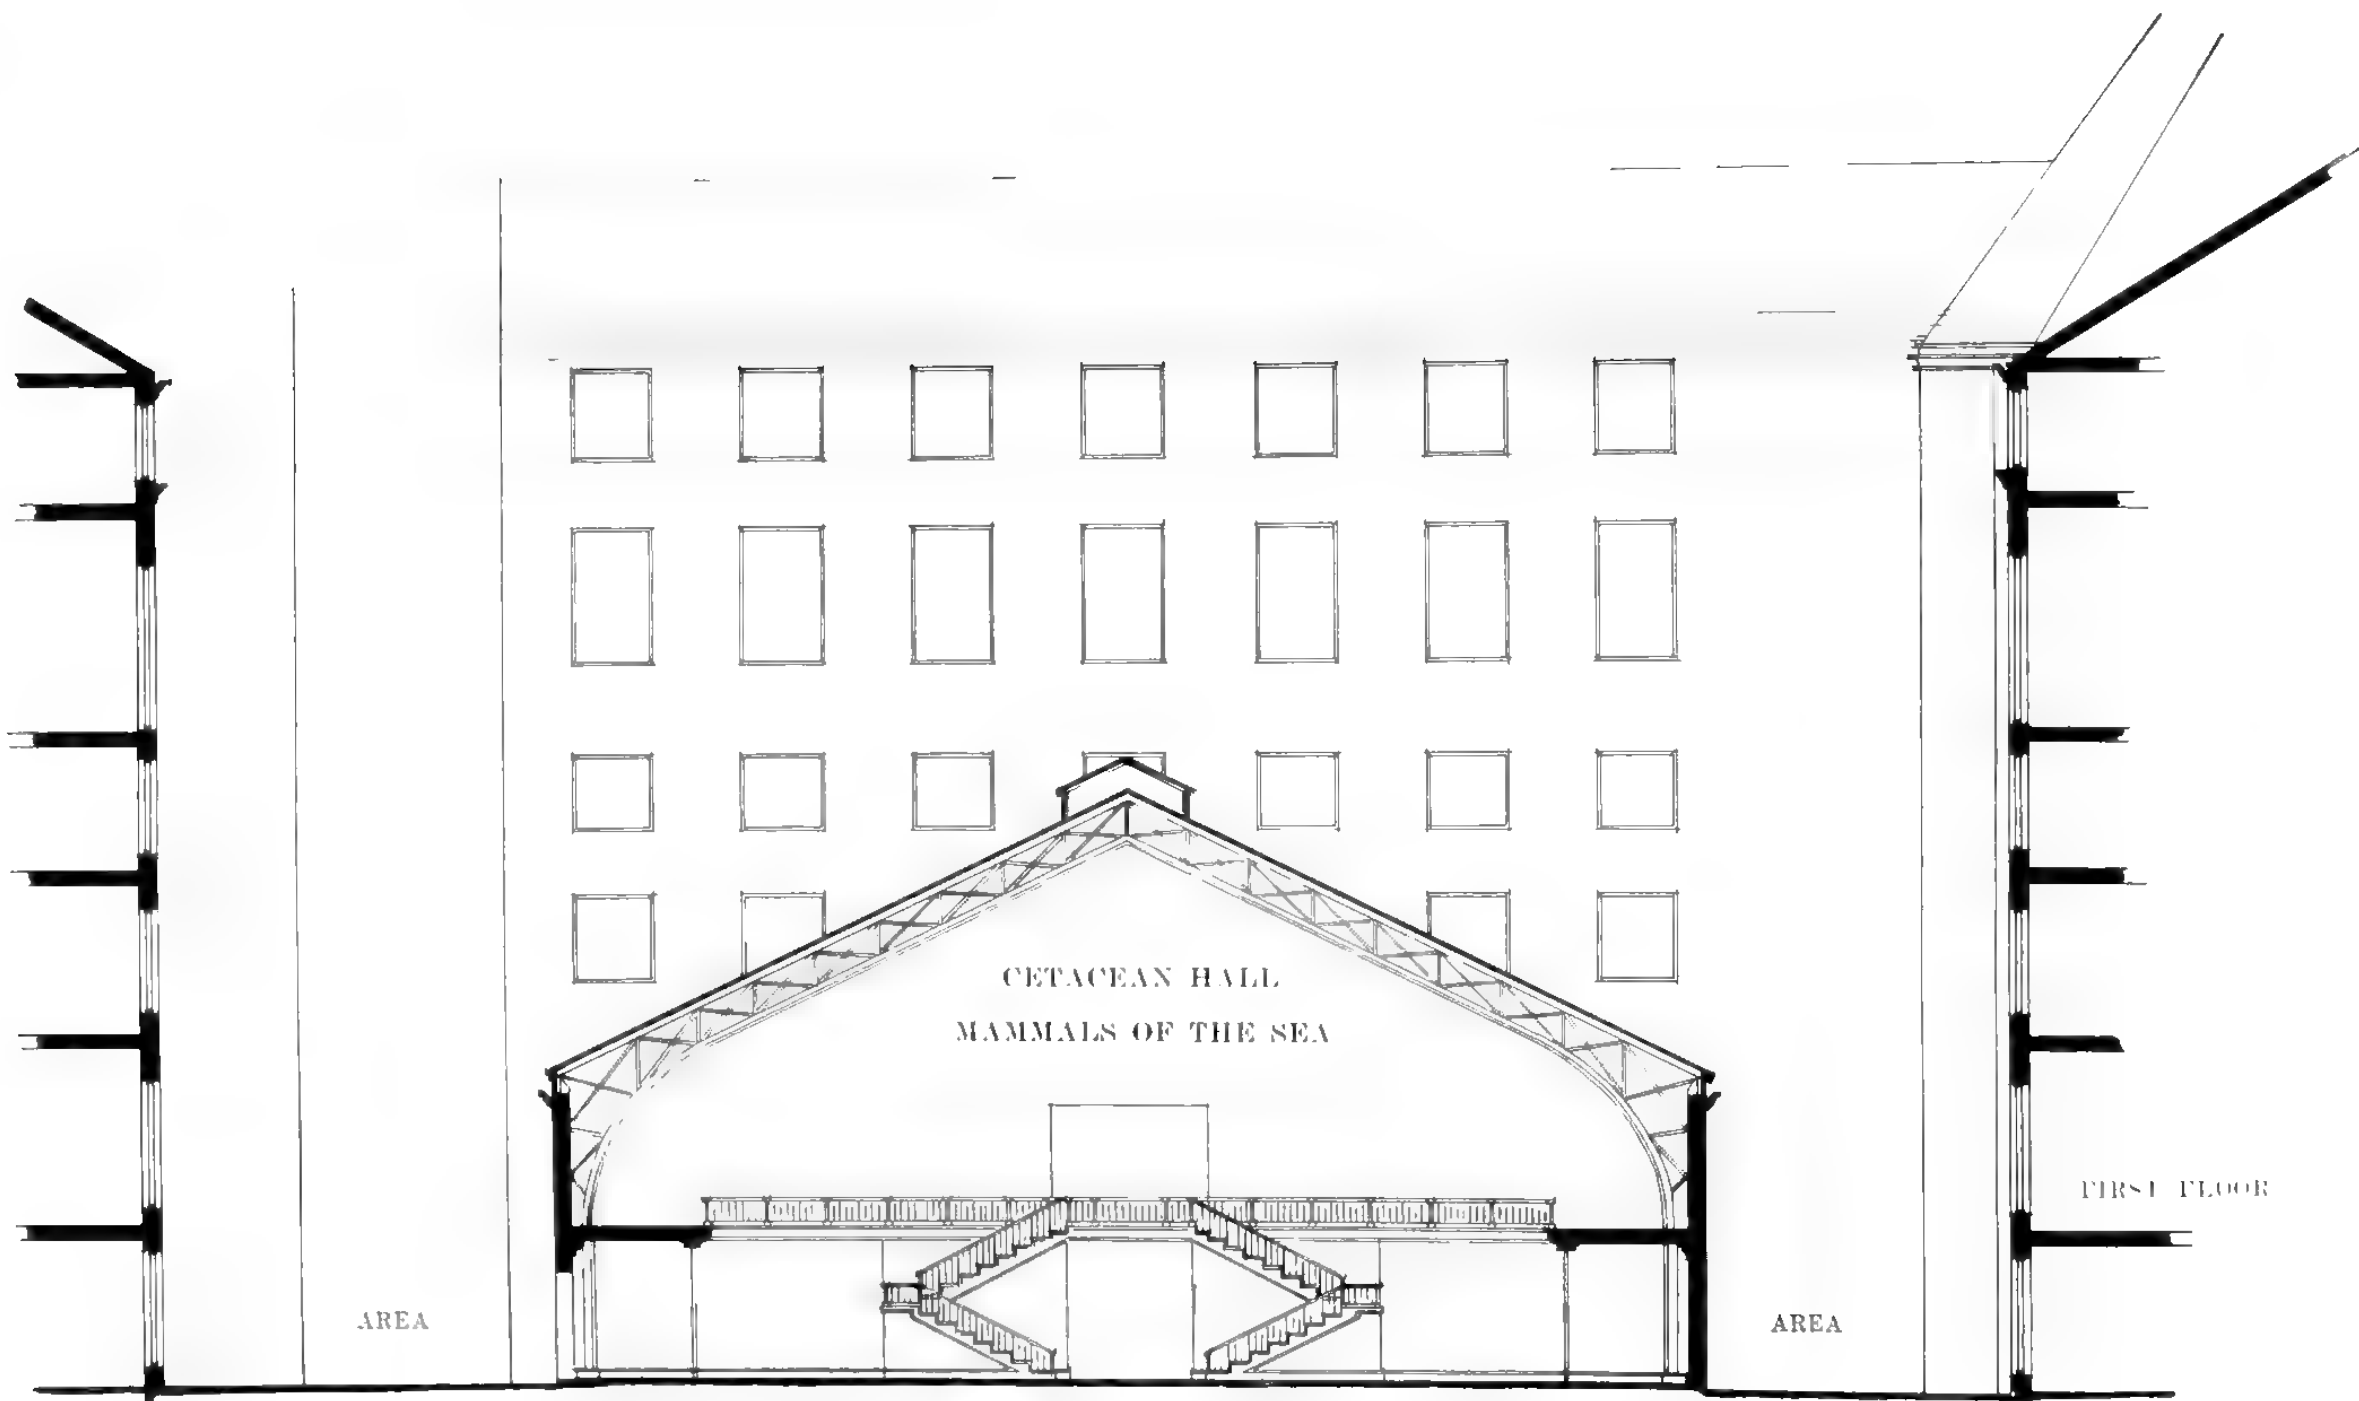 CETACEAN HALL
MAMMALS OF THE SEA
FIRST FLOOR
AREA
AREA